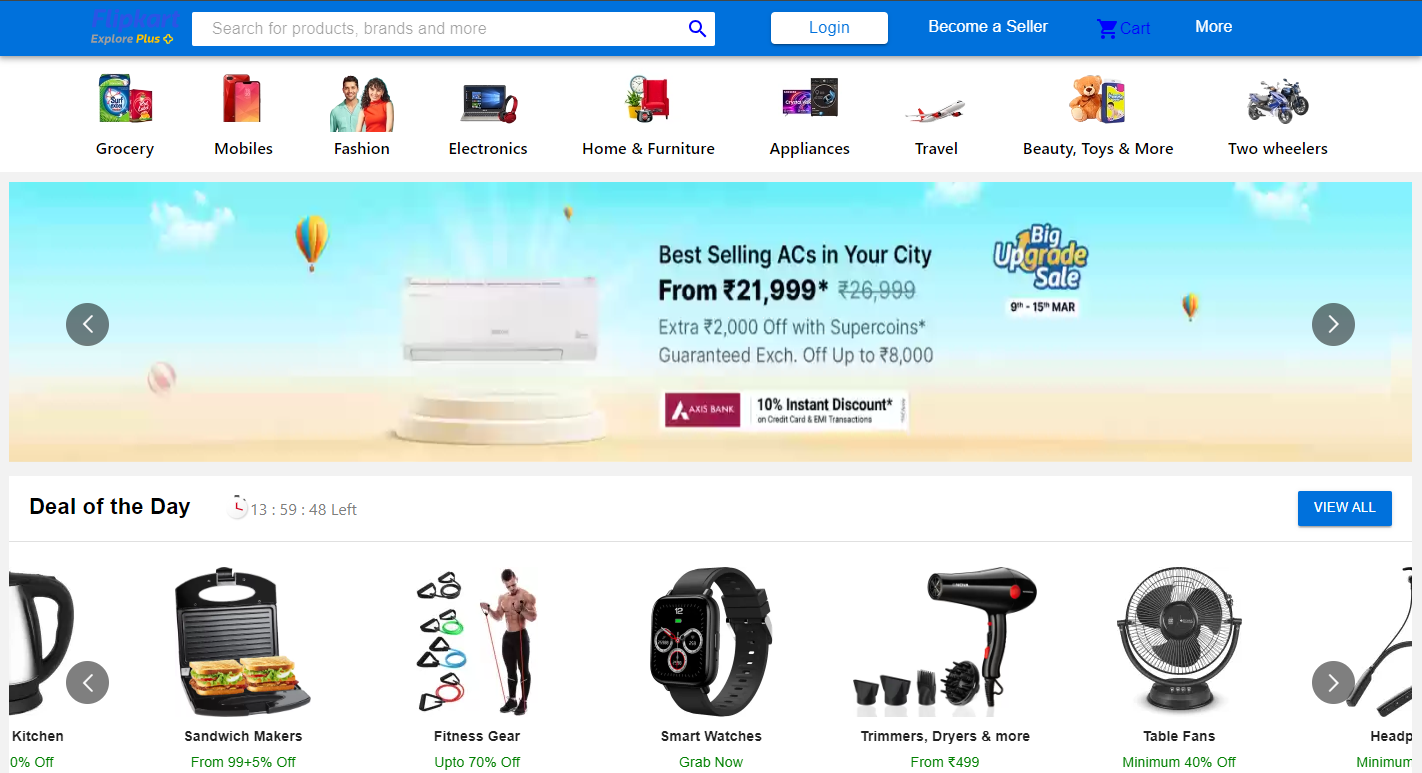 Flipkart
Explore Plus
Search for products, brands and more
Login
Become a Seller
Cart
More
Grocery
Mobiles
Fashion
Electronics
Home & Furniture
Appliances
Travel
Beauty, Toys & More
Two wheelers
Best Selling ACs in Your City
From ₹21,999* ₹26,999
Extra ₹2,000 Off with Supercoins*
Guaranteed Exch. Off Up to ₹8,000
AXIS BANK
10% Instant Discount*
on Credit Card & EMI Transactions
Big
Upgrade
Sale
9th - 15th MAR
Deal of the Day
13 : 59 : 48 Left
VIEW ALL
Kitchen
0% Off
Sandwich Makers
From 99+5% Off
Fitness Gear
Upto 70% Off
Smart Watches
Grab Now
Trimmers, Dryers & more
From ₹499
Table Fans
Minimum 40% Off
Headp
Minimum